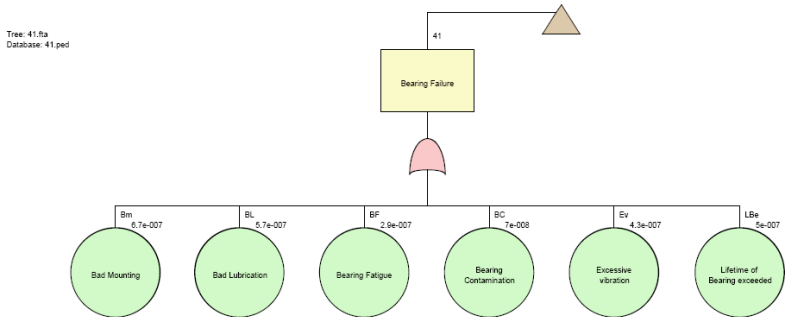 Tree: 41.fta
Database: 41.ped
41
Bearing Failure
Bm
6.7e-007
BL
5.7e-007
BF
2.9e-007
BC
7e-008
Ev
4.3e-007
LBe
5e-007
Bad Mounting
Bad Lubrication
Bearing Fatigue
Bearing
Contamination
Excessive
vibration
Lifetime of
Bearing exceeded